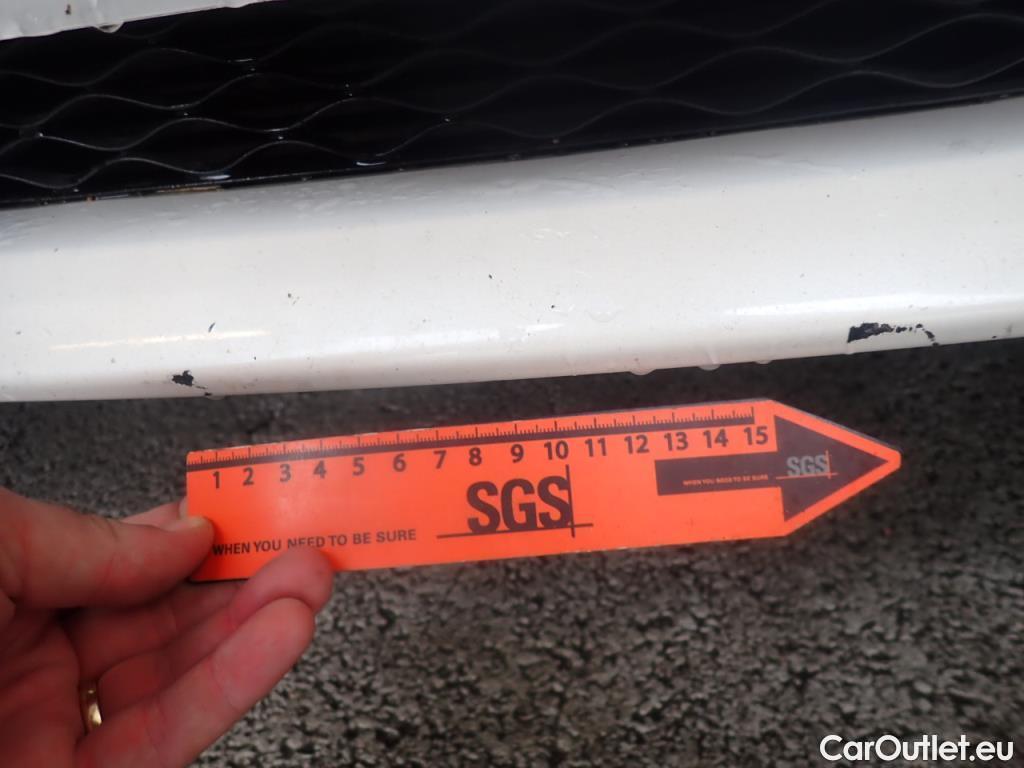 1 2 3 4 5 6 7 8 9 10 11 12 13 14 15
SGS
WHEN YOU NEED TO BE SURE
SGS
WHEN YOU NEED TO BE SURE
CarOutlet.eu